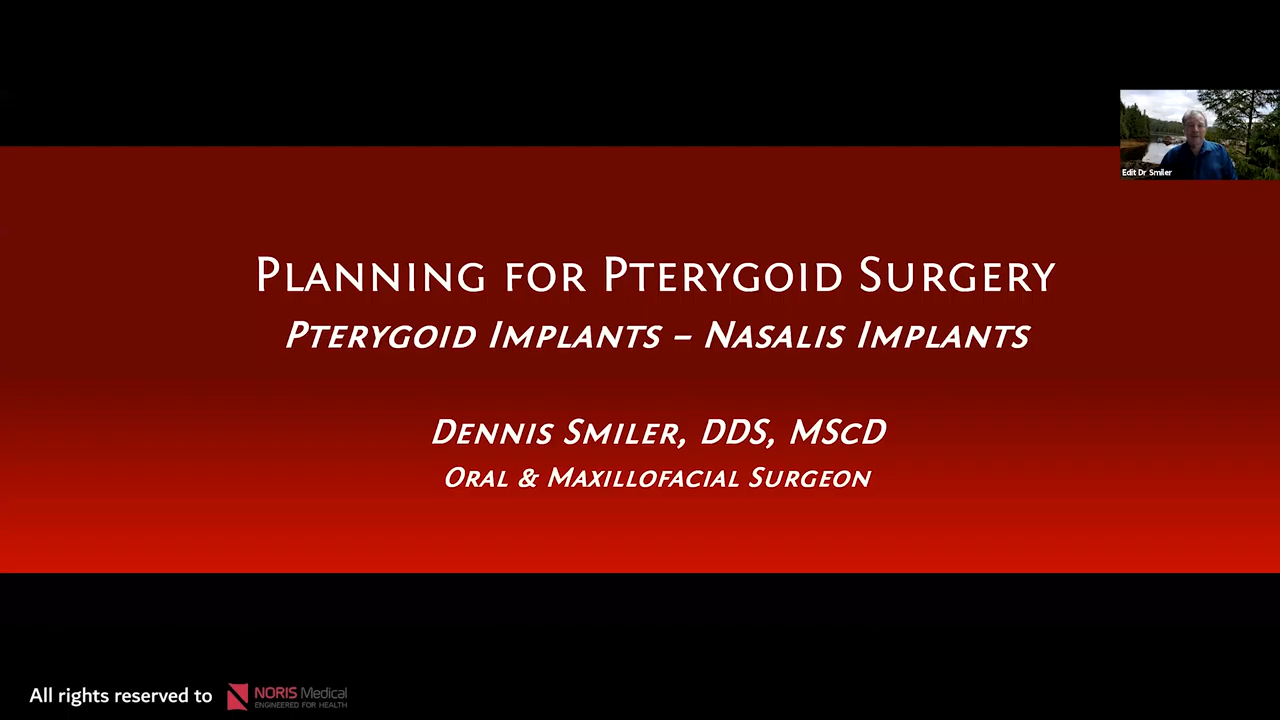 Edit Dr Smiler
Planning for Pterygoid Surgery
Pterygoid Implants – Nasalis Implants
Dennis Smiler, DDS, MScD
Oral & Maxillofacial Surgeon
All rights reserved to NORIS Medical
ENGINEERED FOR HEALTH